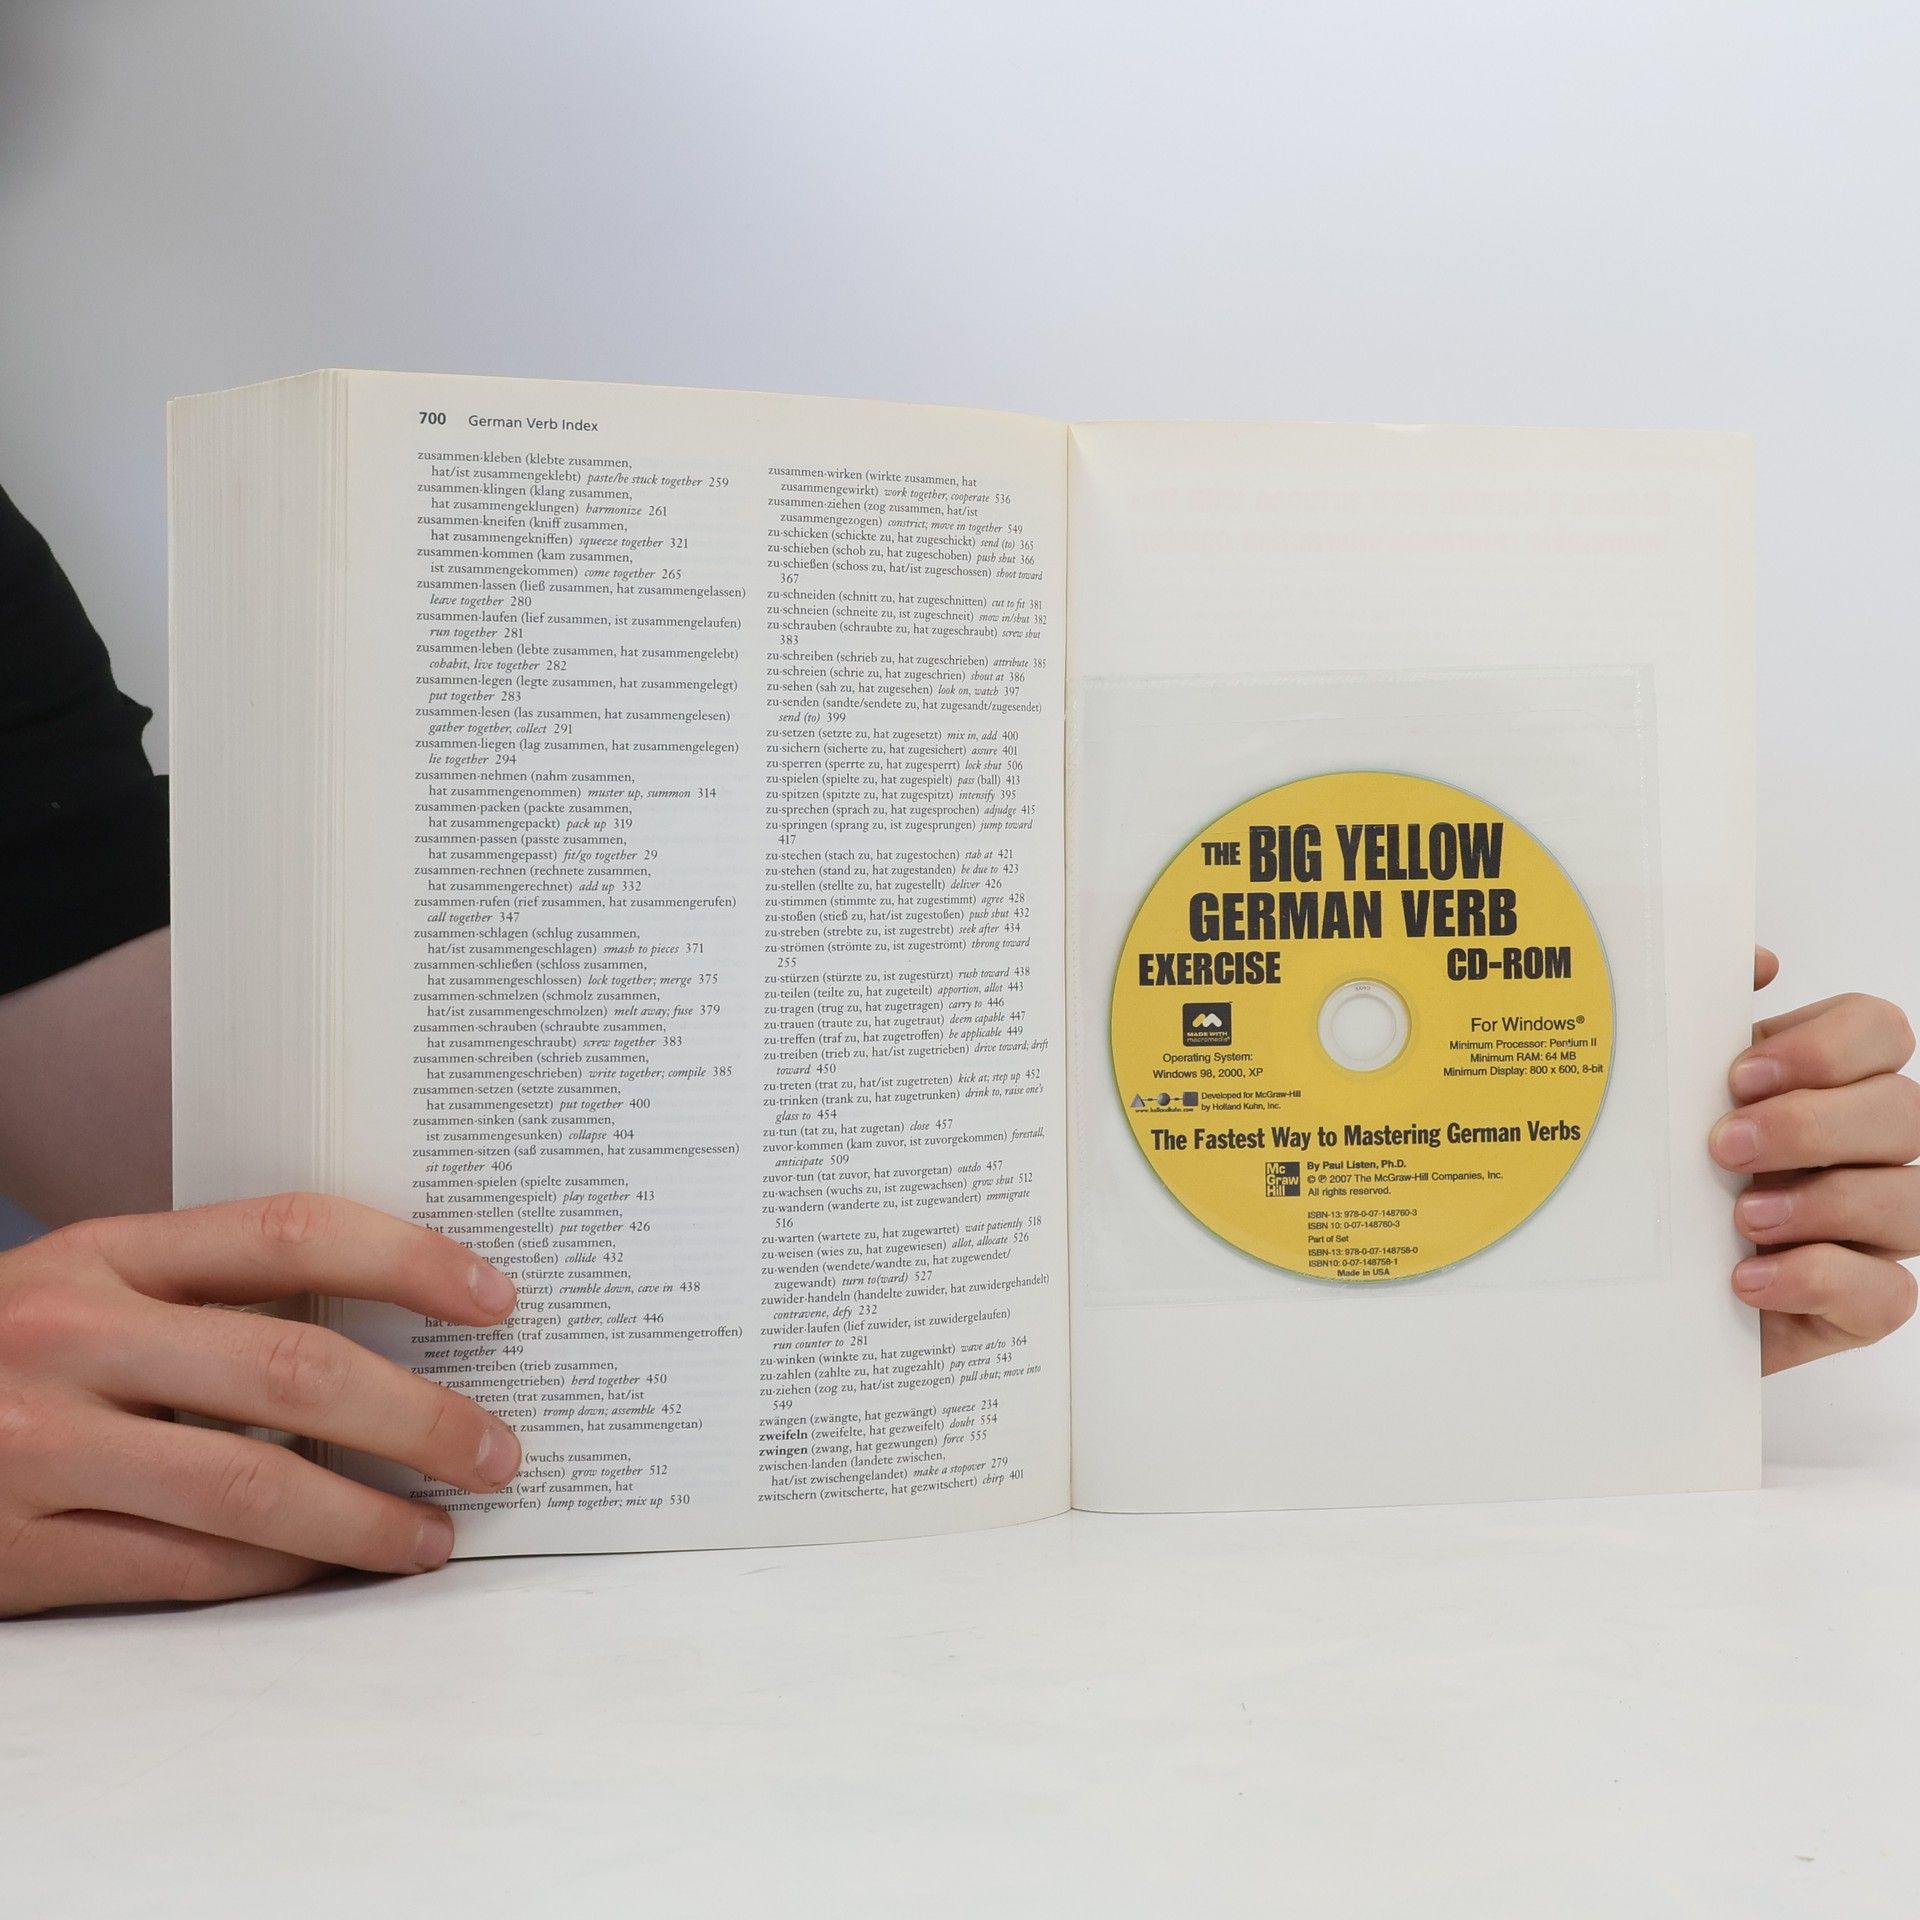 700 German Verb Index
zusammen·kleben (klebte zusammen,
hat/ist zusammengeklebt) paste/be stuck together 259
zusammen·klingen (klang zusammen,
hat zusammengeklungen) harmonize 261
zusammen·kneifen (kniff zusammen,
hat zusammengekniffen) squeeze together 321
zusammen·kommen (kam zusammen,
ist zusammengekommen) come together 265
zusammen·lassen (ließ zusammen, hat zusammengelassen)
leave together 280
zusammen·laufen (lief zusammen, ist zusammengelaufen)
run together 281
zusammen·leben (lebte zusammen, hat zusammengelebt)
cohabit, live together 282
zusammen·legen (legte zusammen, hat zusammengelegt)
put together 283
zusammen·lesen (las zusammen, hat zusammengelesen)
gather together, collect 291
zusammen·liegen (lag zusammen, hat zusammengelegen)
lie together 294
zusammen·nehmen (nahm zusammen,
hat zusammengenommen) muster up, summon 314
zusammen·packen (packte zusammen,
hat zusammengepackt) pack up 319
zusammen·passen (passte zusammen,
hat zusammengepasst) fit/go together 29
zusammen·rechnen (rechnete zusammen,
hat zusammengerechnet) add up 332
zusammen·rufen (rief zusammen, hat zusammengerufen)
call together 347
zusammen·schlagen (schlug zusammen,
hat/ist zusammengeschlagen) smash to pieces 371
zusammen·schließen (schloss zusammen,
hat zusammengeschlossen) lock together; merge 375
zusammen·schmelzen (schmolz zusammen,
hat/ist zusammengeschmolzen) melt away; fuse 379
zusammen·schrauben (schraubte zusammen,
hat zusammengeschraubt) screw together 383
zusammen·schreiben (schrieb zusammen,
hat zusammengeschrieben) write together; compile 385
zusammen·setzen (setzte zusammen,
hat zusammengesetzt) put together 400
zusammen·sinken (sank zusammen,
ist zusammengesunken) collapse 404
zusammen·sitzen (saß zusammen, hat zusammengesessen)
sit together 406
zusammen·spielen (spielte zusammen,
hat zusammengespielt) play together 413
zusammen·stellen (stellte zusammen,
hat zusammengestellt) put together 426
en·stoßen (stieß zusammen,
mengestoßen) collide 432
en (stürzte zusammen,
stürzt) crumble down, cave in 438
(trug zusammen,
hat getragen) gather, collect 446
zusammen·treffen (traf zusammen, ist zusammengetroffen)
meet together 449
zusammen·treiben (trieb zusammen,
zusammengetrieben) herd together 450
treten (trat zusammen, hat/ist
getreten) tromp down; assemble 452
t zusammen, hat zusammengetan)
(wuchs zusammen,
wachsen) grow together 512
zusammen en (warf zusammen, hat
ammengeworfen) lump together; mix up 530
zusammen·wirken (wirkte zusammen, hat
zusammengewirkt) work together, cooperate 536
zusammen·ziehen (zog zusammen, hat/ist
zusammengezogen) constrict; move in together 549
zu·schicken (schickte zu, hat zugeschickt) send (to) 365
zu·schieben (schob zu, hat zugeschoben) push shut 366
zu·schießen (schoss zu, hat/ist zugeschossen) shoot toward
367
zu·schneiden (schnitt zu, hat zugeschnitten) cut to fit 381
zu·schneien (schneite zu, ist zugeschneit) snow in/shut 382
zu·schrauben (schraubte zu, hat zugeschraubt) screw shut
383
zu·schreiben (schrieb zu, hat zugeschrieben) attribute 385
zu·schreien (schrie zu, hat zugeschrien) shout at 386
zu·sehen (sah zu, hat zugesehen) look on, watch 397
zu·senden (sandte/sendete zu, hat zugesandt/zugesendet)
send (to) 399
zu·setzen (setzte zu, hat zugesetzt) mix in, add 400
zu·sichern (sicherte zu, hat zugesichert) assure 401
zu·sperren (sperrte zu, hat zugesperrt) lock shut 506
zu·spielen (spielte zu, hat zugespielt) pass (ball) 413
zu·spitzen (spitzte zu, hat zugespitzt) intensify 395
zu·sprechen (sprach zu, hat zugesprochen) adjudge 415
zu·springen (sprang zu, ist zugesprungen) jump toward
417
zu·stechen (stach zu, hat zugestochen) stab at 421
zu·stehen (stand zu, hat zugestanden) be due to 423
zu·stellen (stellte zu, hat zugestellt) deliver 426
zu·stimmen (stimmte zu, hat zugestimmt) agree 428
zu·stoßen (stieß zu, hat/ist zugestoßen) push shut 432
zu·streben (strebte zu, ist zugestrebt) seek after 434
zu·strömen (strömte zu, ist zugeströmt) throng toward
255
zu·stürzen (stürzte zu, ist zugestürzt) rush toward 438
zu·teilen (teilte zu, hat zugeteilt) apportion, allot 443
zu·tragen (trug zu, hat zugetragen) carry to 446
zu·trauen (traute zu, hat zugetraut) deem capable 447
zu·treffen (traf zu, hat zugetroffen) be applicable 449
zu·treiben (trieb zu, hat/ist zugetrieben) drive toward; drift
toward 450
zu·treten (trat zu, hat/ist zugetreten) kick at; step up 452
zu·trinken (trank zu, hat zugetrunken) drink to, raise one's
glass to 454
zu·tun (tat zu, hat zugetan) close 457
zuvor·kommen (kam zuvor, ist zuvorgekommen) forestall,
anticipate 509
zuvor·tun (tat zuvor, hat zuvorgetan) outdo 457
zu·wachsen (wuchs zu, ist zugewachsen) grow shut 512
zu·wandern (wanderte zu, ist zugewandert) immigrate
516
zu·warten (wartete zu, hat zugewartet) wait patiently 518
zu·weisen (wies zu, hat zugewiesen) allot, allocate 526
zu·wenden (wendete/wandte zu, hat zugewendet/
zugewandt) turn to(ward) 527
zuwider·handeln (handelte zuwider, hat zuwidergehandelt)
contravene, defy 232
zuwider·laufen (lief zuwider, ist zuwidergelaufen)
run counter to 281
zu·winken (winkte zu, hat zugewinkt) wave at/to 364
zu·zahlen (zahlte zu, hat zugezahlt) pay extra 543
zu·ziehen (zog zu, hat/ist zugezogen) pull shut; move into
549
zwängen (zwängte, hat gezwängt) squeeze 234
zweifeln (zweifelte, hat gezweifelt) doubt 554
zwingen (zwang, hat gezwungen) force 555
zwischen·landen (landete zwischen,
hat/ist zwischengelandet) make a stopover 279
zwitschern (zwitscherte, hat gezwitschert) chirp 401
THE BIG YELLOW
GERMAN VERB
EXERCISE CD-ROM
MADE WITH
macromedia
Operating System:
Windows 98, 2000, XP
For Windows®
Minimum Processor: Pentium II
Minimum RAM: 64 MB
Minimum Display: 800 x 600, 8-bit
www.hollandkuhn.com
Developed for McGraw-Hill
by Holland Kuhn, Inc.
The Fastest Way to Mastering German Verbs
Mc
Graw
Hill
By Paul Listen, Ph.D.
© ℗ 2007 The McGraw-Hill Companies, Inc.
All rights reserved.
ISBN-13: 978-0-07-148760-3
ISBN 10: 0-07-148760-3
Part of Set
ISBN-13: 978-0-07-148758-0
ISBN10: 0-07-148758-1
Made in USA